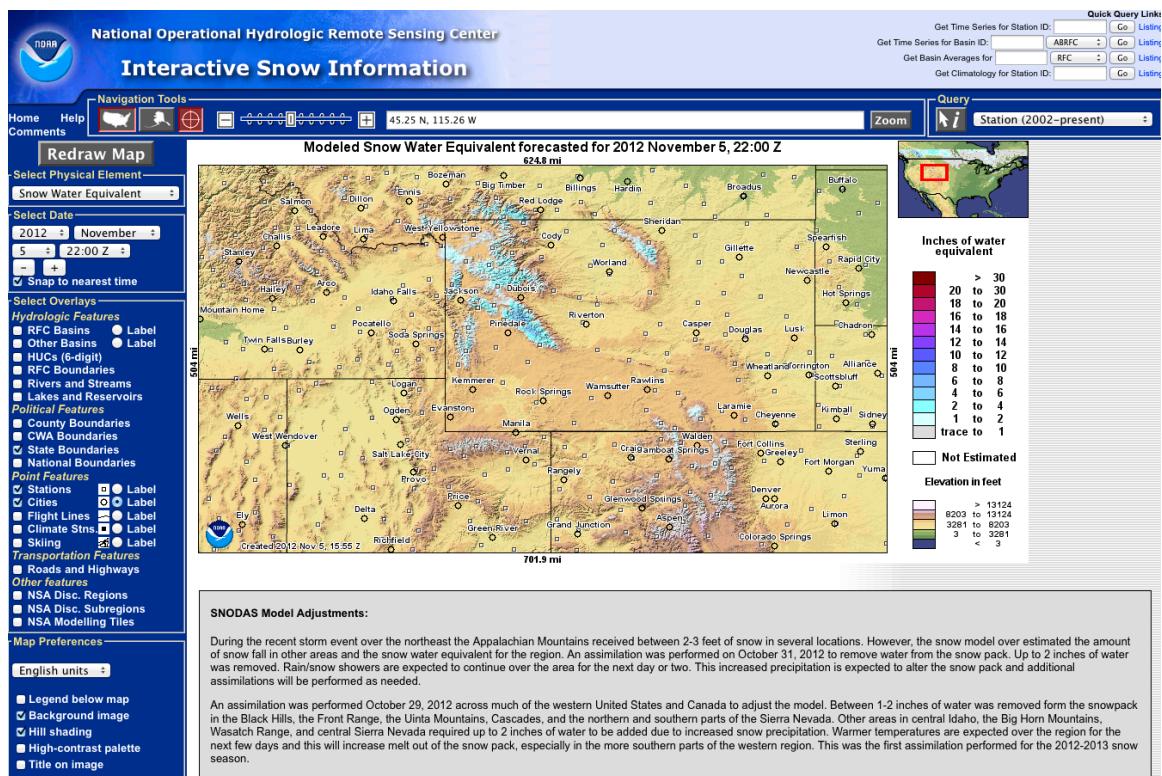 NOAA
National Operational Hydrologic Remote Sensing Center
Interactive Snow Information
Quick Query Links
Get Time Series for Station ID: Go Listing
Get Time Series for Basin ID: ABRFC Go Listing
Get Basin Averages for RFC Go Listing
Get Climatology for Station ID: Go Listing
Home Help
Comments
Navigation Tools
45.25 N, 115.26 W
Zoom
Query
Station (2002-present)
Redraw Map
Select Physical Element
Snow Water Equivalent
Select Date
2012 November
5 22:00 Z
- +
Snap to nearest time
Select Overlays
Hydrologic Features
RFC Basins Label
Other Basins Label
HUCs (6-digit)
RFC Boundaries
Rivers and Streams
Lakes and Reservoirs
Political Features
County Boundaries
CWA Boundaries
State Boundaries
National Boundaries
Point Features
Stations Label
Cities Label
Flight Lines Label
Climate Stns. Label
Skiing Label
Transportation Features
Roads and Highways
Other features
NSA Disc. Regions
NSA Disc. Subregions
NSA Modelling Tiles
Map Preferences
English units
Legend below map
Background image
Hill shading
High-contrast palette
Title on image
Modeled Snow Water Equivalent forecasted for 2012 November 5, 22:00 Z
624.8 mi
504 mi
Bozeman
Big Timber
Billings
Hardin
Broadus
Buffalo
Salmon
Dillon
Ennis
Red Lodge
Challis
Leadore
Lima
West Yellowstone
Cody
Sheridan
Stanley
Gillette
Spearfish
Worland
Newcastle
Rapid City
Hailey
Arco
Idaho Falls
Jackson
Dubois
Hot Springs
Mountain Home
Pocatello
Soda Springs
Pinedale
Riverton
Casper
Douglas
Lusk
Chadron
Twin Falls
Burley
Wheatland
Torrington
Alliance
Scottsbluff
Logan
Kemmerer
Rock Springs
Wamsutter
Rawlins
Wells
Ogden
Evanston
Manila
Laramie
Cheyenne
Kimball
Sidney
West Wendover
Salt Lake City
Vernal
Craig
amboat Springs
Walden
Fort Collins
Greeley
Sterling
Provo
Rangely
Fort Morgan
Yuma
Ely
Delta
Price
Glenwood Springs
Denver
Aurora
Limon
Green River
Grand Junction
Aspen
Richfield
Colorado Springs
Created 2012 Nov 5, 15:55 Z
504 mi
701.9 mi
Inches of water
equivalent
> 30
20 to 30
18 to 20
16 to 18
14 to 16
12 to 14
10 to 12
8 to 10
6 to 8
4 to 6
2 to 4
1 to 2
trace to 1
Not Estimated
Elevation in feet
> 13124
8203 to 13124
3281 to 8203
3 to 3281
< 3
SNODAS Model Adjustments:
During the recent storm event over the northeast the Appalachian Mountains received between 2-3 feet of snow in several locations. However, the snow model over estimated the amount
of snow fall in other areas and the snow water equivalent for the region. An assimilation was performed on October 31, 2012 to remove water from the snow pack. Up to 2 inches of water
was removed. Rain/snow showers are expected to continue over the area for the next day or two. This increased precipitation is expected to alter the snow pack and additional
assimilations will be performed as needed.
An assimilation was performed October 29, 2012 across much of the western United States and Canada to adjust the model. Between 1-2 inches of water was removed form the snowpack
in the Black Hills, the Front Range, the Uinta Mountains, Cascades, and the northern and southern parts of the Sierra Nevada. Other areas in central Idaho, the Big Horn Mountains,
Wasatch Range, and central Sierra Nevada required up to 2 inches of water to be added due to increased snow precipitation. Warmer temperatures are expected over the region for the
next few days and this will increase melt out of the snow pack, especially in the more southern parts of the western region. This was the first assimilation performed for the 2012-2013 snow
season.